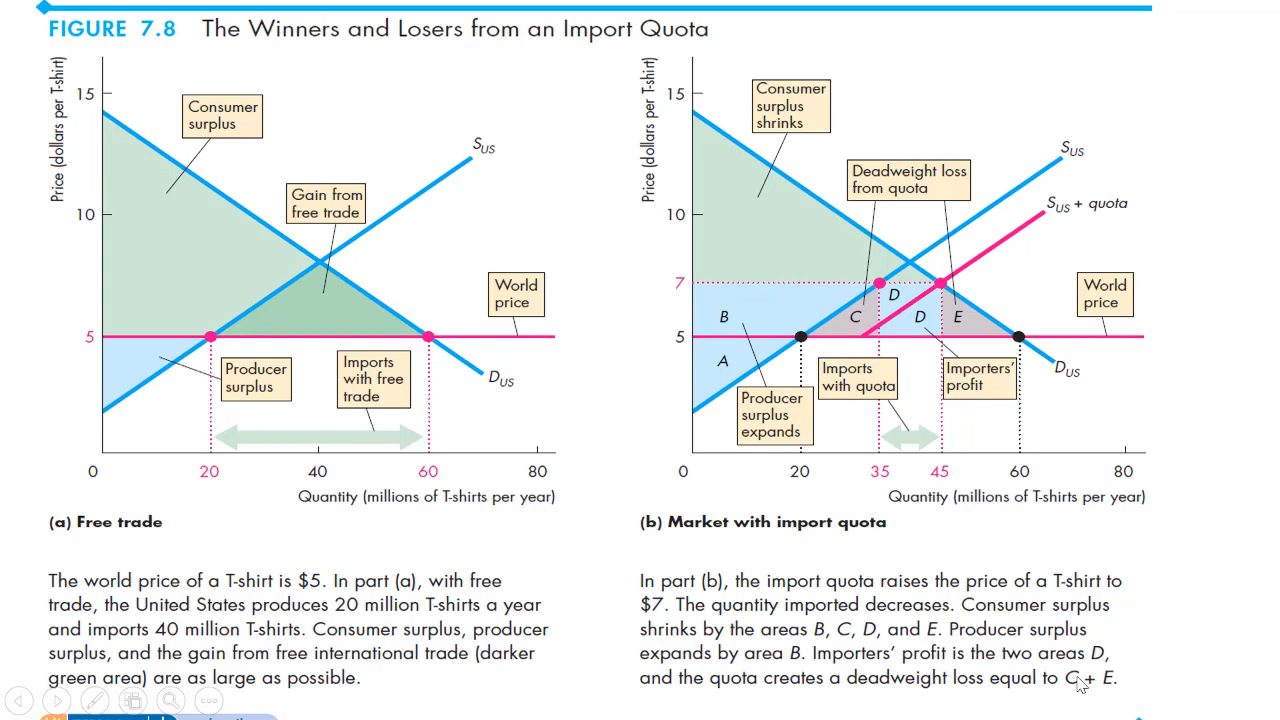 FIGURE 7.8 The Winners and Losers from an Import Quota
Price (dollars per T-shirt)
15
10
5
0
Consumer
surplus
Gain from
free trade
S US
World
price
Producer
surplus
Imports
with free
trade
D US
20
40
60
80
Quantity (millions of T-shirts per year)
(a) Free trade
Price (dollars per T-shirt)
15
10
7
5
0
Consumer
surplus
shrinks
Deadweight loss
from quota
S US
S US + quota
World
price
B
C
D
D
E
A
Producer
surplus
expands
Imports
with quota
Importers’
profit
D US
20
35
45
60
80
Quantity (millions of T-shirts per year)
(b) Market with import quota
The world price of a T-shirt is $5. In part (a), with free
trade, the United States produces 20 million T-shirts a year
and imports 40 million T-shirts. Consumer surplus, producer
surplus, and the gain from free international trade (darker
green area) are as large as possible.
In part (b), the import quota raises the price of a T-shirt to
$7. The quantity imported decreases. Consumer surplus
shrinks by the areas B, C, D, and E. Producer surplus
expands by area B. Importers’ profit is the two areas D,
and the quota creates a deadweight loss equal to C + E.